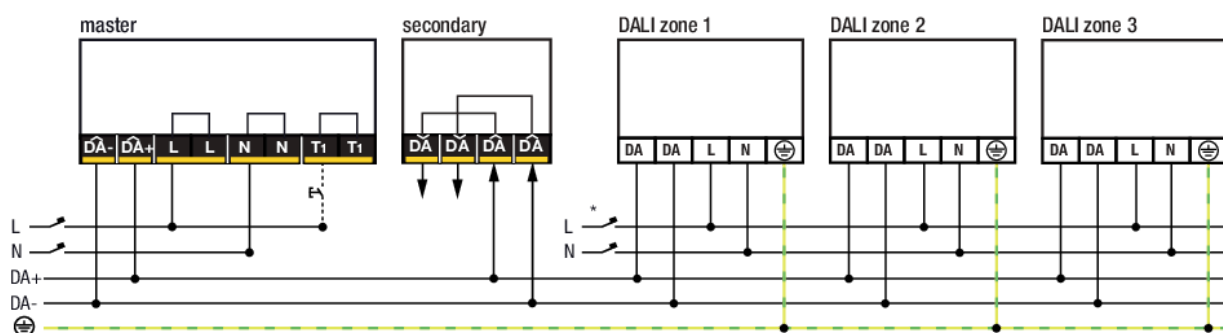 master secondary DALI zone 1 DALI zone 2 DALI zone 3
DA- DA+ L L N N T1 T1 DA DA DA DA DA DA L N DA DA L N DA DA L N
L L *
N N
DA+
DA-